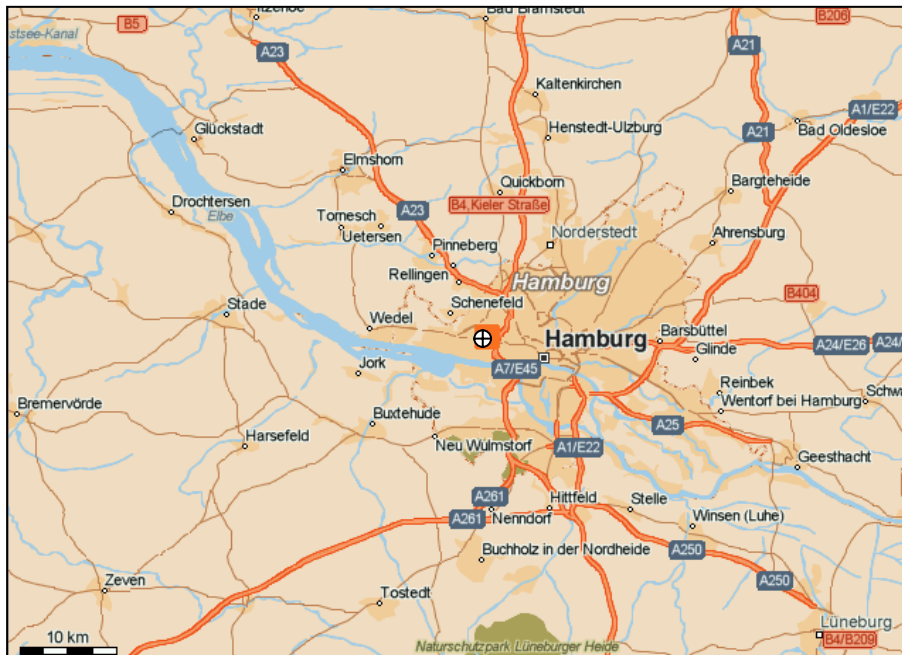 Itzehoe
Bad Bramstedt
B5
B206
stsee-Kanal
A23
A21
Kaltenkirchen
A1/E22
Glückstadt
Henstedt-Ulzburg
A21
Bad Oldesloe
Elmshorn
Quickborn
Bargteheide
Drochtersen
B4,Kieler Straße
Elbe
A23
Tornesch
Uetersen
Norderstedt
Ahrensburg
Pinneberg
Rellingen
Hamburg
B404
Stade
Schenefeld
Wedel
Hamburg
Barsbüttel
A24/E26
A24/
Glinde
Jork
A7/E45
Reinbek
Bremervörde
Schwa
Wentorf bei Hamburg
Buxtehude
A25
Harsefeld
Neu Wulmstorf
A1/E22
Geesthacht
A261
Hittfeld
Stelle
A261
Nenndorf
Winsen (Luhe)
Buchholz in der Nordheide
A250
Zeven
A250
Tostedt
Lüneburg
10 km
B4/B209
Naturschutzpark Lüneburger Heide